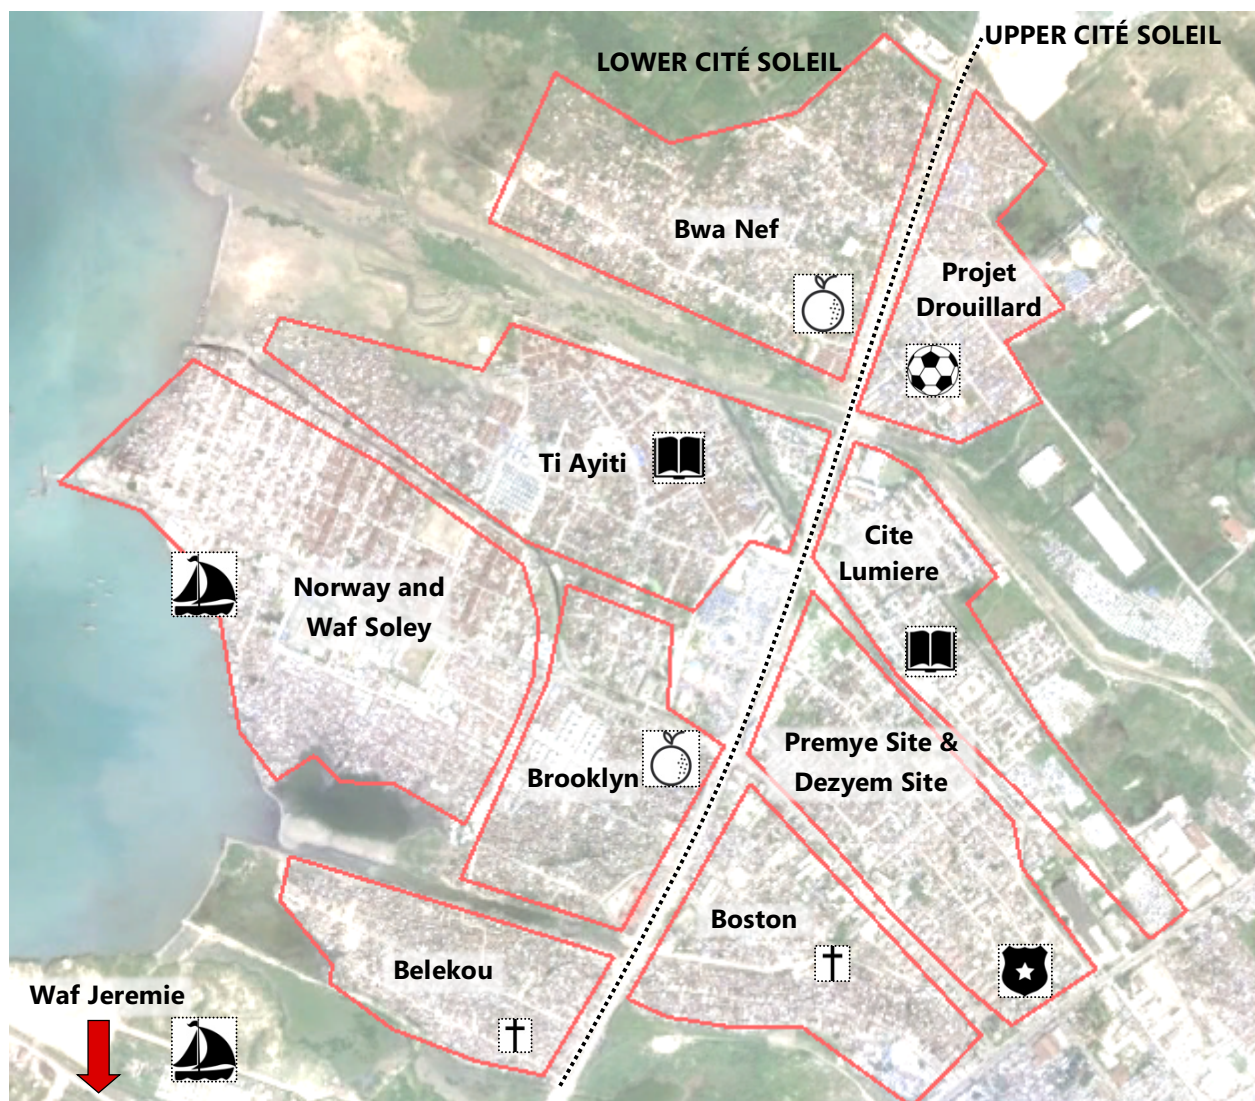 UPPER CITÉ SOLEIL
LOWER CITÉ SOLEIL
Bwa Nef
Projet
Drouillard
Ti Ayiti
Cite
Lumiere
Norway and
Waf Soley
Premye Site &
Dezyem Site
Brooklyn
Boston
Belekou
Waf Jeremie